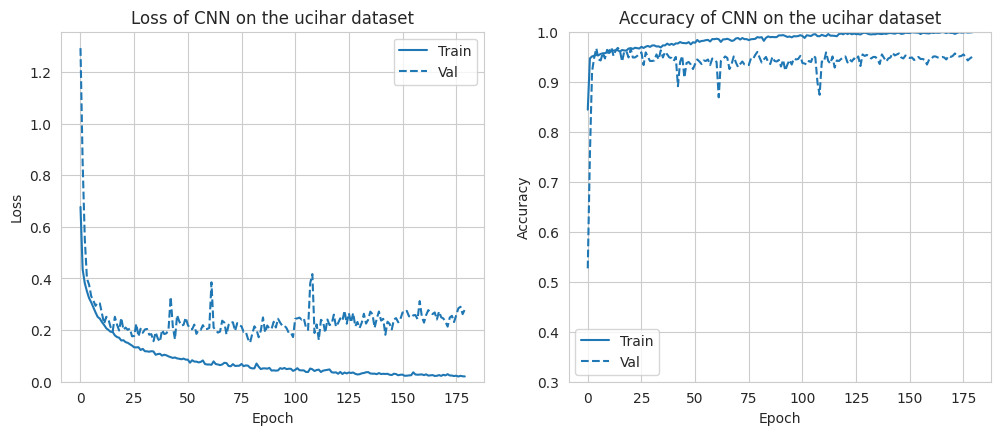 Loss of CNN on the ucihar dataset
Train
Val
1.2
1.0
0.8
0.6
0.4
0.2
0.0
Loss
0 25 50 75 100 125 150 175
Epoch
Accuracy of CNN on the ucihar dataset
1.0
0.9
0.8
0.7
0.6
0.5
0.4
0.3
Accuracy
Train
Val
0 25 50 75 100 125 150 175
Epoch